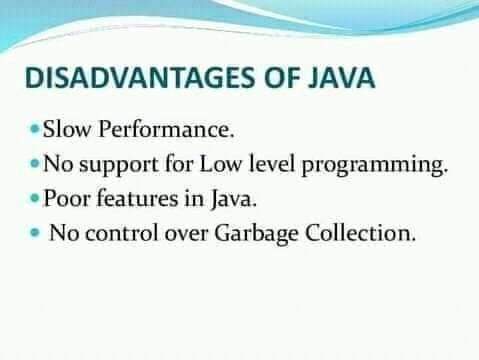 DISADVANTAGES OF JAVA
• Slow Performance.
• No support for Low level programming.
• Poor features in Java.
• No control over Garbage Collection.